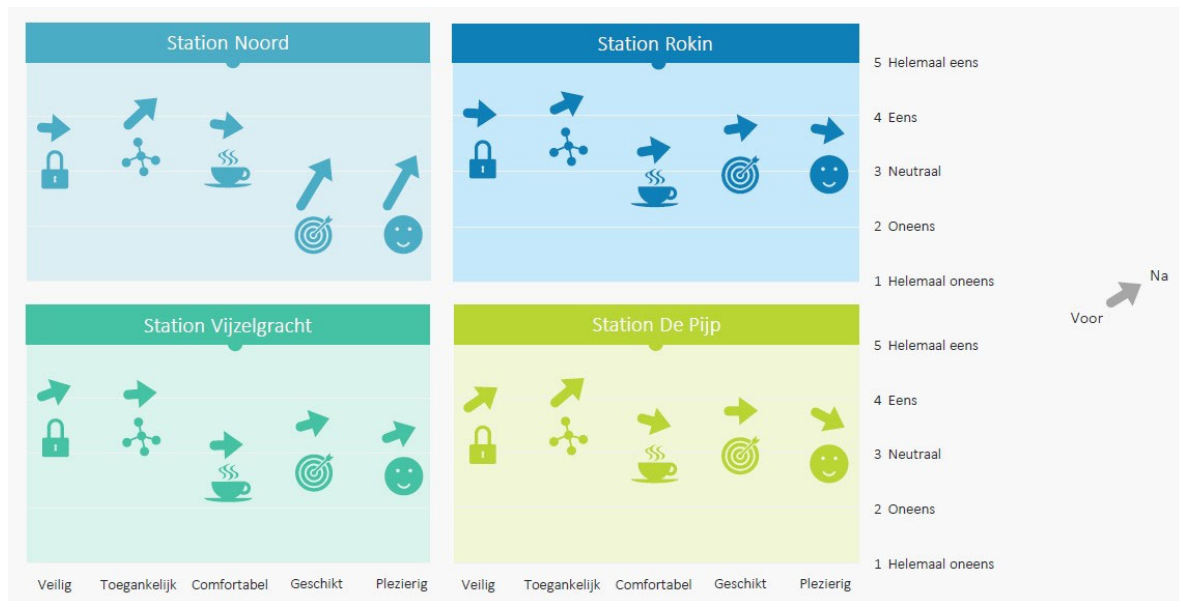 Station Noord
Station Rokin
5 Helemaal eens
4 Eens
3 Neutraal
2 Oneens
1 Helemaal oneens
Na
Voor
Station Vijzelgracht
Station De Pijp
5 Helemaal eens
4 Eens
3 Neutraal
2 Oneens
1 Helemaal oneens
Veilig Toegankelijk Comfortabel Geschikt Plezierig Veilig Toegankelijk Comfortabel Geschikt Plezierig